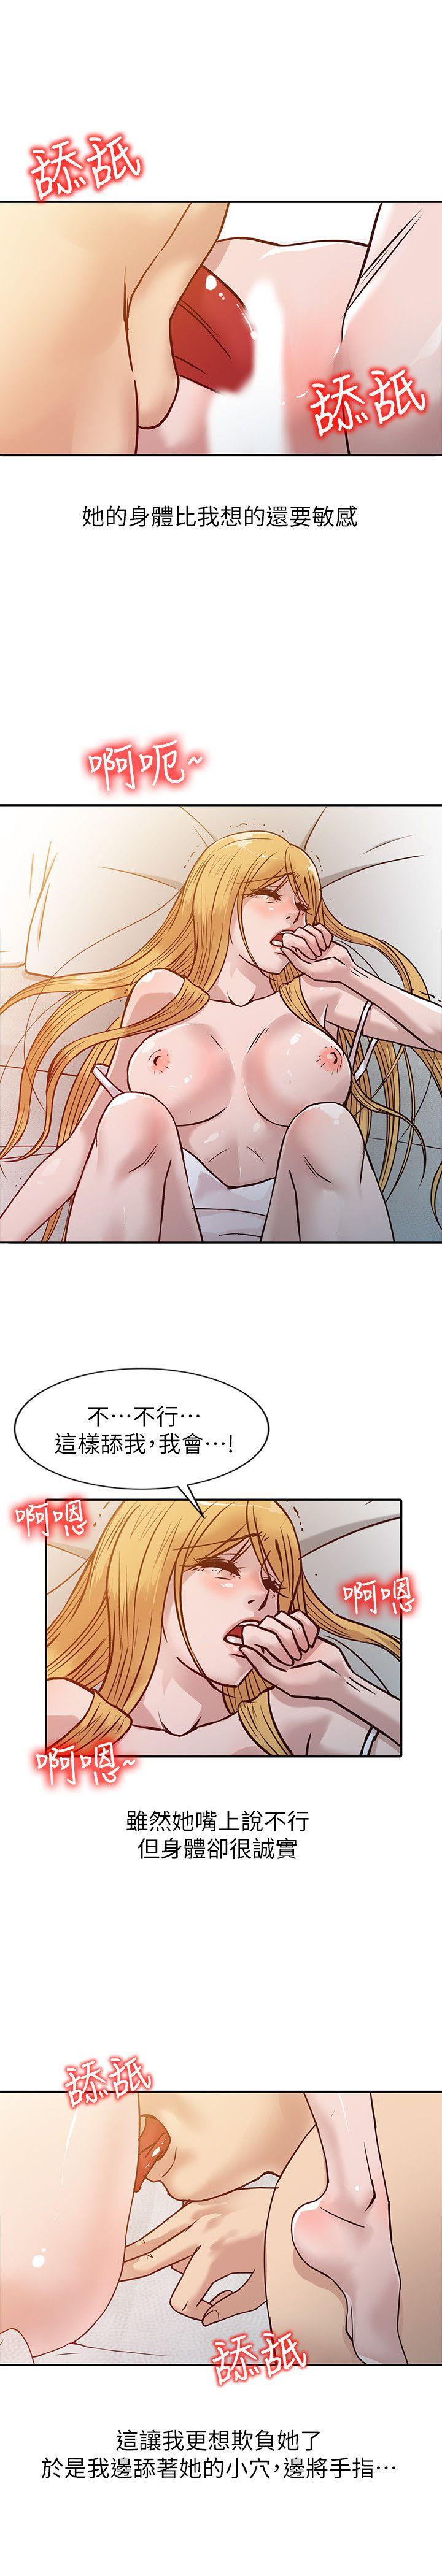 舔舐
舔舐
她的身體比我想的還要敏感
啊呃~
不…不行…
這樣舔我,我會…!
啊嗯
啊嗯
啊嗯~
雖然她嘴上說不行
但身體卻很誠實
舔舐
舔舐
這讓我更想欺負她了
於是我邊舔著她的小穴,邊將手指…